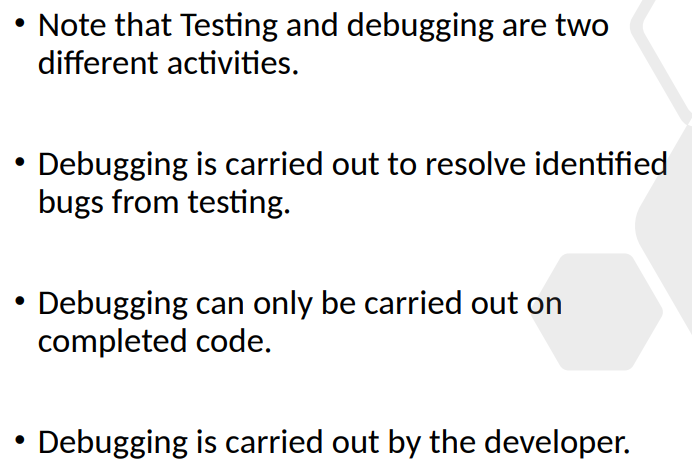 • Note that Testing and debugging are two
different activities.
• Debugging is carried out to resolve identified
bugs from testing.
• Debugging can only be carried out on
completed code.
• Debugging is carried out by the developer.